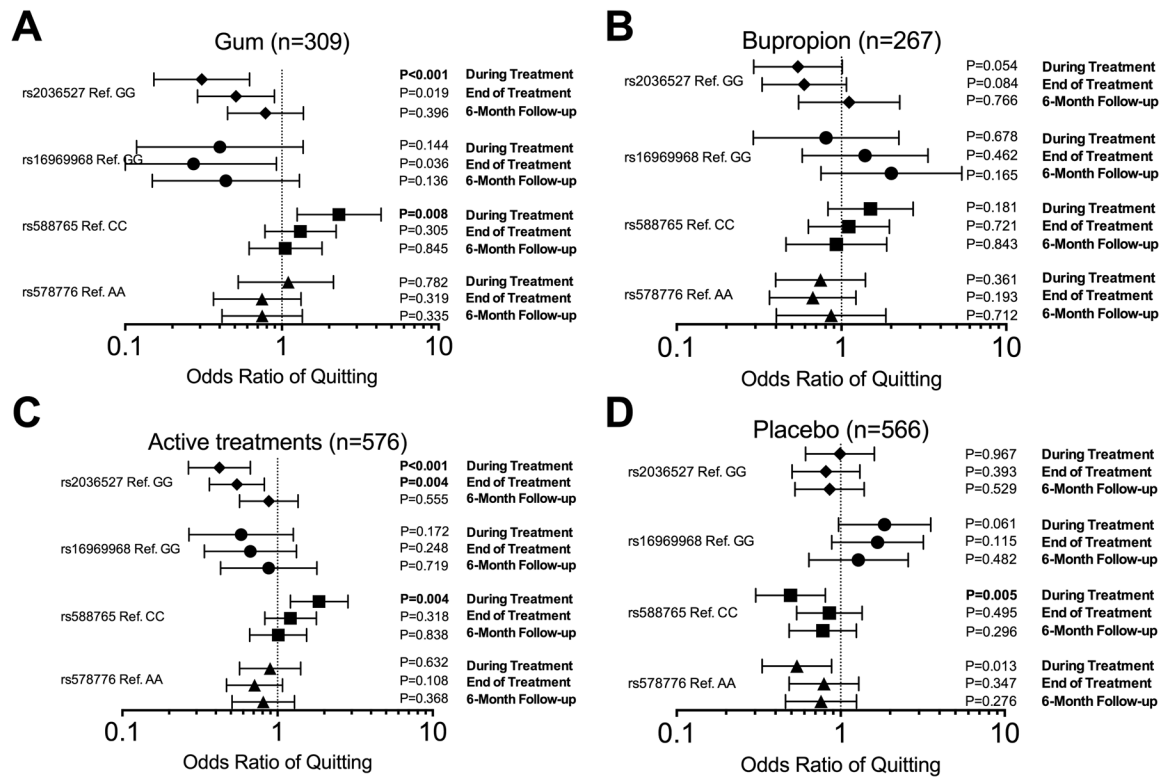 A
Gum (n=309)
rs2036527 Ref. GG
P<0.001 During Treatment
P=0.019 End of Treatment
P=0.396 6-Month Follow-up
rs16969968 Ref. GG
P=0.144 During Treatment
P=0.036 End of Treatment
P=0.136 6-Month Follow-up
rs588765 Ref. CC
P=0.008 During Treatment
P=0.305 End of Treatment
P=0.845 6-Month Follow-up
rs578776 Ref. AA
P=0.782 During Treatment
P=0.319 End of Treatment
P=0.335 6-Month Follow-up
0.1 1 10
Odds Ratio of Quitting
B
Bupropion (n=267)
rs2036527 Ref. GG
P=0.054 During Treatment
P=0.084 End of Treatment
P=0.766 6-Month Follow-up
rs16969968 Ref. GG
P=0.678 During Treatment
P=0.462 End of Treatment
P=0.165 6-Month Follow-up
rs588765 Ref. CC
P=0.181 During Treatment
P=0.721 End of Treatment
P=0.843 6-Month Follow-up
rs578776 Ref. AA
P=0.361 During Treatment
P=0.193 End of Treatment
P=0.712 6-Month Follow-up
0.1 1 10
Odds Ratio of Quitting
C
Active treatments (n=576)
rs2036527 Ref. GG
P<0.001 During Treatment
P=0.004 End of Treatment
P=0.555 6-Month Follow-up
rs16969968 Ref. GG
P=0.172 During Treatment
P=0.248 End of Treatment
P=0.719 6-Month Follow-up
rs588765 Ref. CC
P=0.004 During Treatment
P=0.318 End of Treatment
P=0.838 6-Month Follow-up
rs578776 Ref. AA
P=0.632 During Treatment
P=0.108 End of Treatment
P=0.368 6-Month Follow-up
0.1 1 10
Odds Ratio of Quitting
D
Placebo (n=566)
rs2036527 Ref. GG
P=0.967 During Treatment
P=0.393 End of Treatment
P=0.529 6-Month Follow-up
rs16969968 Ref. GG
P=0.061 During Treatment
P=0.115 End of Treatment
P=0.482 6-Month Follow-up
rs588765 Ref. CC
P=0.005 During Treatment
P=0.495 End of Treatment
P=0.296 6-Month Follow-up
rs578776 Ref. AA
P=0.013 During Treatment
P=0.347 End of Treatment
P=0.276 6-Month Follow-up
0.1 1 10
Odds Ratio of Quitting